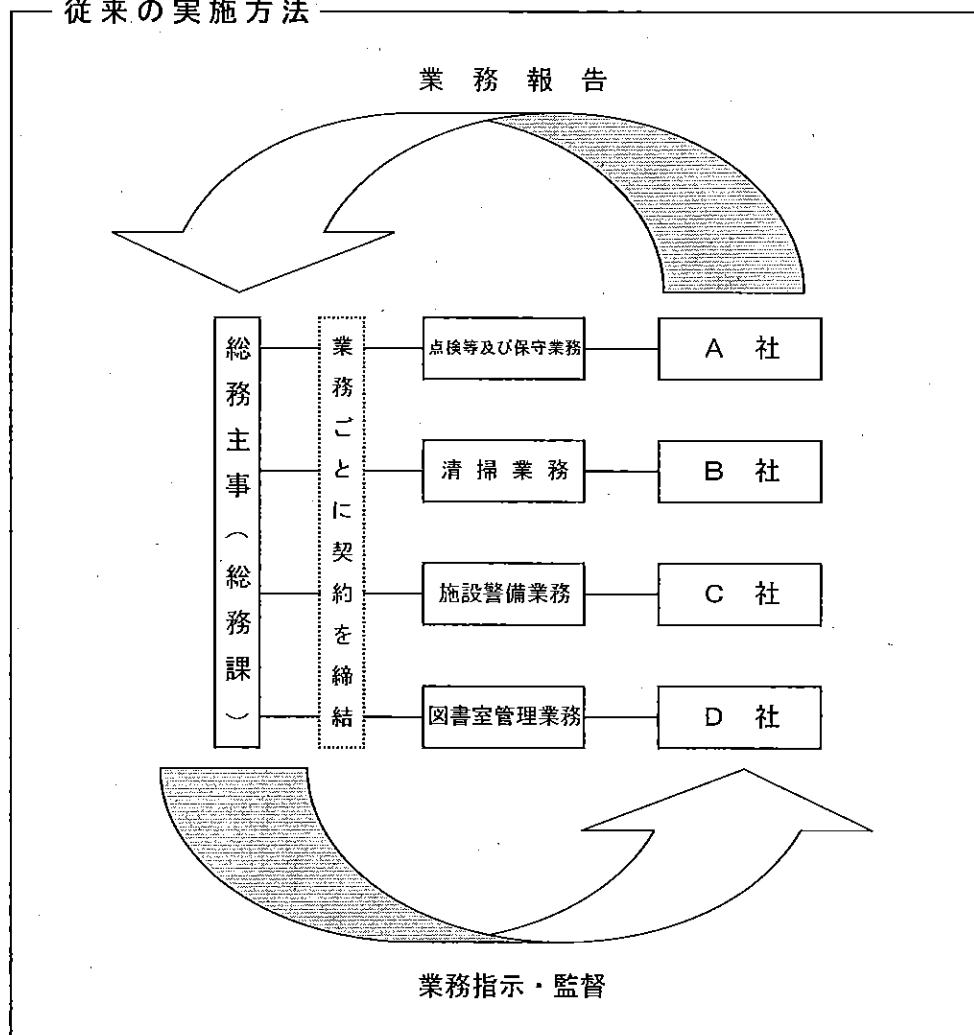 従来の実施方法
業務報告
総務主事（総務課）
業務ごとに契約を締結
点検等及び保守業務
A社
清掃業務
B社
施設警備業務
C社
図書室管理業務
D社
業務指示・監督